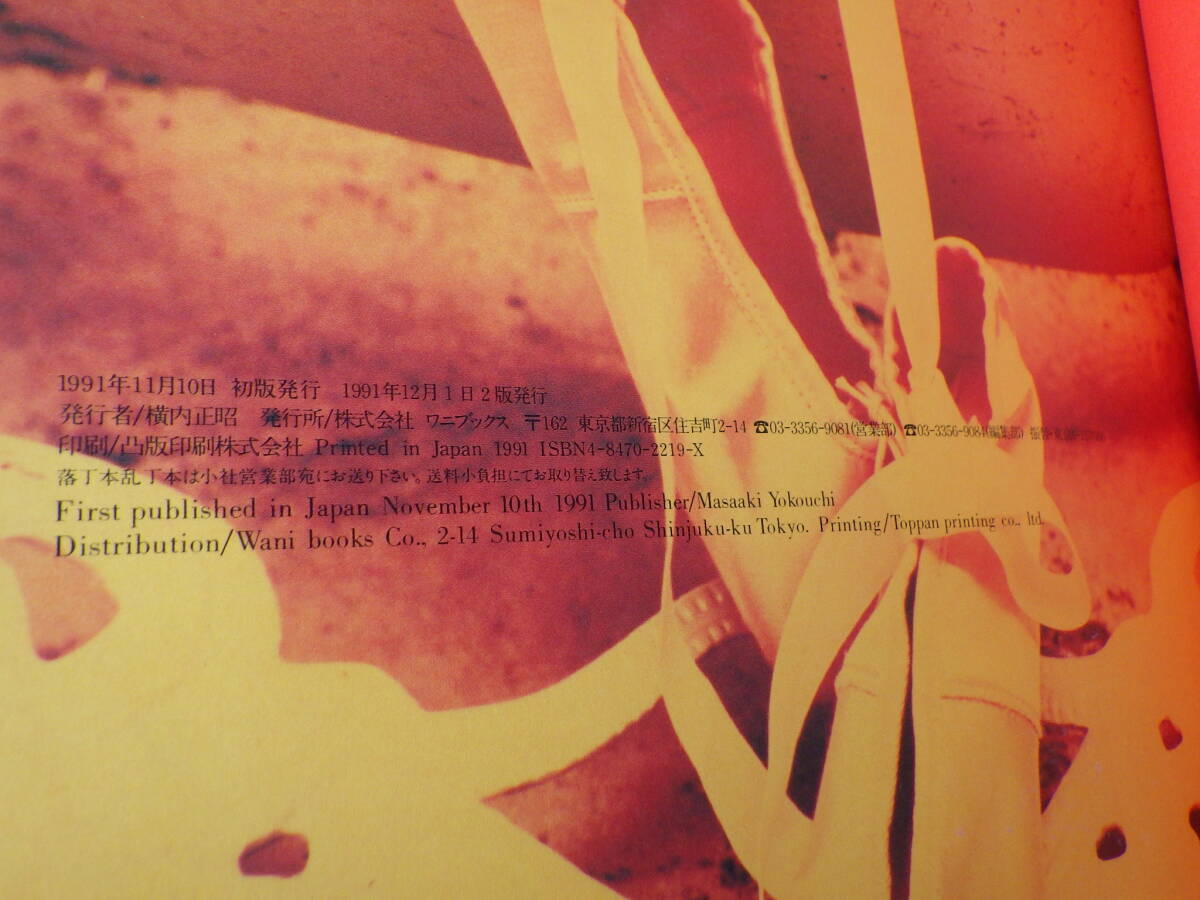 1991年11月10日 初版発行 1991年12月1日2版発行
発行者/横内正昭 発行所/株式会社 ワニブックス 〒162 東京都新宿区住吉町2-14 ☎03-3356-9081(営業部) ☎03-3356-9084(編集部)
印刷/凸版印刷株式会社 Printed in Japan 1991 ISBN4-8470-2219-X
落丁本乱丁本は小社営業部宛にお送り下さい。送料小負担にてお取り替え致します。
First published in Japan November 10th 1991 Publisher/Masaaki Yokouchi
Distribution/Wani books Co., 2-14 Sumiyoshi-cho Shinjuku-ku Tokyo. Printing/Toppan printing co., ltd.